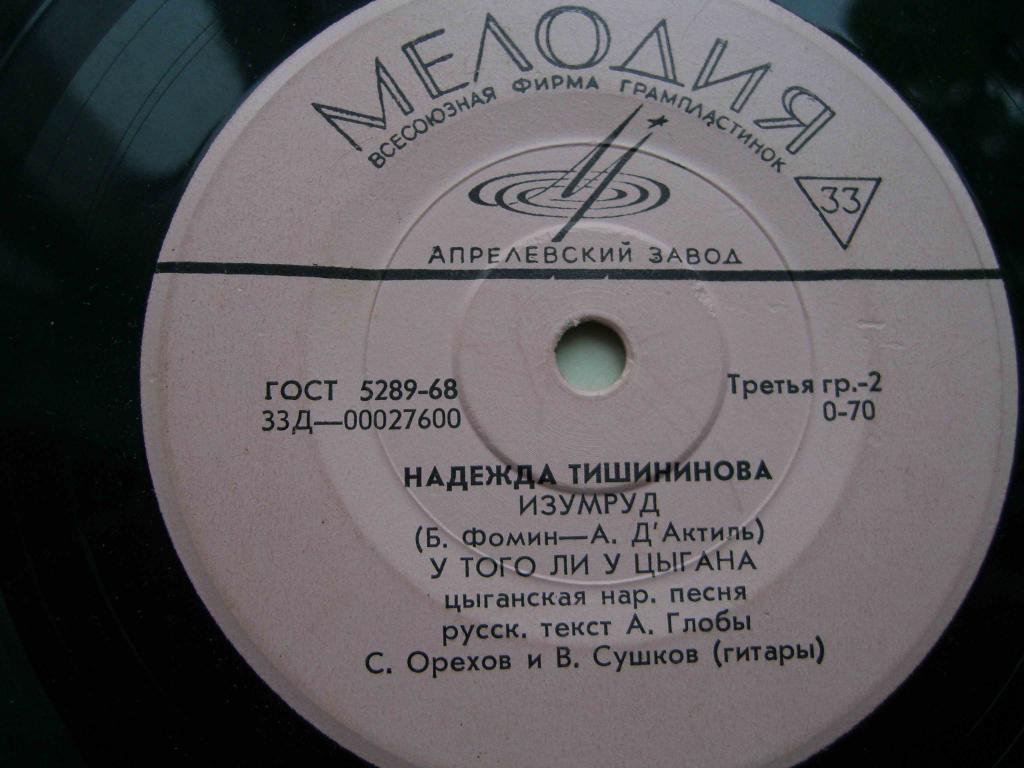 МЕЛОДИЯ
ВСЕСОЮЗНАЯ ФИРМА ГРАМПЛАСТИНОК
33
АПРЕЛЕВСКИЙ ЗАВОД
ГОСТ 5289-68
33Д—00027600
Третья гр.-2
0-70
НАДЕЖДА ТИШИНИНОВА
ИЗУМРУД
(Б. Фомин—А. Д'Актиль)
У ТОГО ЛИ У ЦЫГАНА
цыганская нар. песня
русск. текст А. Глобы
С. Орехов и В. Сушков (гитары)